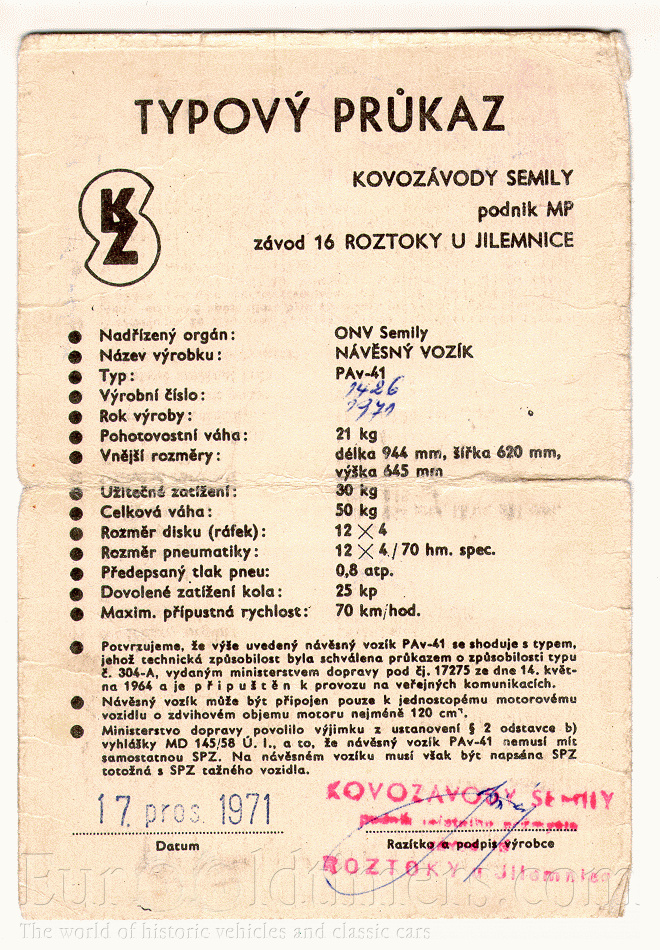 TYPOVÝ PRŮKAZ
KZ
KOVOZÁVODY SEMILY
podnik MP
závod 16 ROZTOKY U JILEMNICE
Nadřízený orgán: ONV Semily
Název výrobku: NÁVĚSNÝ VOZÍK
Typ: PAv-41
Výrobní číslo: 1426
Rok výroby: 1971
Pohotovostní váha: 21 kg
Vnější rozměry: délka 944 mm, šířka 620 mm,
výška 645 mm
Užitečné zatížení: 30 kg
Celková váha: 50 kg
Rozměr disku (ráfek): 12 × 4
Rozměr pneumatiky: 12 × 4/70 hm. spec.
Předepsaný tlak pneu: 0,8 atp.
Dovolené zatížení kola: 25 kp
Maxim. přípustná rychlost: 70 km/hod.
Potvrzujeme, že výše uvedený návěsný vozík PAv-41 se shoduje s typem,
jehož technická způsobilost byla schválena průkazem o způsobilosti typu
č. 304-A, vydaným ministerstvem dopravy pod čj. 17275 ze dne 14. květ-
na 1964 a je připuštěn k provozu na veřejných komunikacích.
Návěsný vozík může být připojen pouze k jednostopému motorovému
vozidlu o zdvihovém objemu motoru nejméně 120 cm³.
Ministerstvo dopravy povolilo výjimku z ustanovení § 2 odstavce b)
vyhlášky MD 145/58 Ú. l., a to, že návěsný vozík PAv-41 nemusí mít
samostatnou SPZ. Na návěsném vozíku musí však být napsána SPZ
totožná s SPZ tažného vozidla.
17. pros. 1971
KOVOZAVODY SEMILY
podnik místního průmyslu
Datum
Razítko a podpis výrobce
ROZTOKY u Jilemnice
EuroOldtimers.com
The world of historic vehicles and classic cars